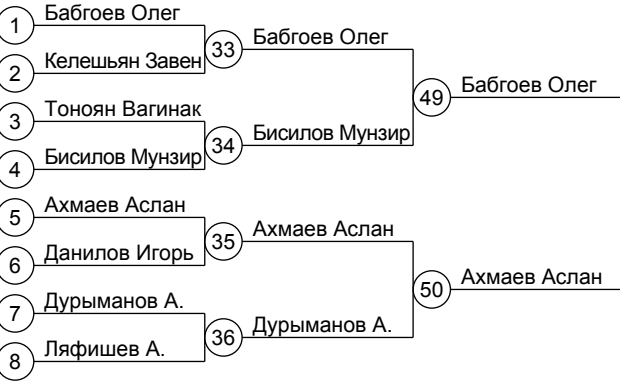 1 Бабгоев Олег
33 Бабгоев Олег
2 Келешьян Завен
49 Бабгоев Олег
3 Тоноян Вагинак
34 Бисилов Мунзир
4 Бисилов Мунзир
5 Ахмаев Аслан
35 Ахмаев Аслан
6 Данилов Игорь
50 Ахмаев Аслан
7 Дурыманов А.
36 Дурыманов А.
8 Ляфишев А.